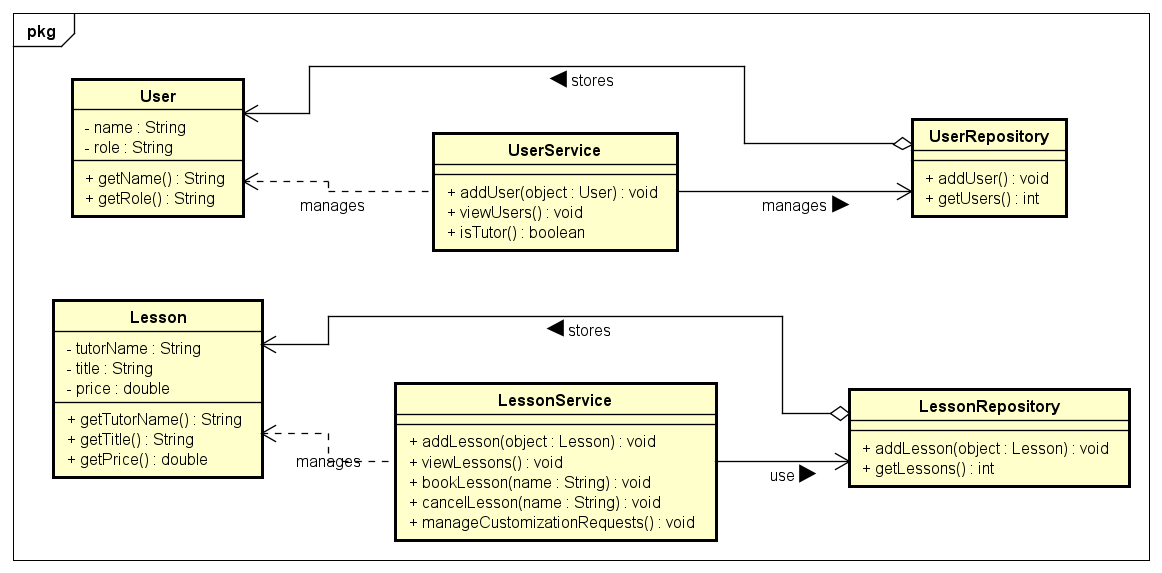 pkg
stores
User
- name : String
- role : String
+ getName() : String
+ getRole() : String
manages
UserService
+ addUser(object : User) : void
+ viewUsers() : void
+ isTutor() : boolean
manages
UserRepository
+ addUser() : void
+ getUsers() : int
stores
Lesson
- tutorName : String
- title : String
- price : double
+ getTutorName() : String
+ getTitle() : String
+ getPrice() : double
manages
LessonService
+ addLesson(object : Lesson) : void
+ viewLessons() : void
+ bookLesson(name : String) : void
+ cancelLesson(name : String) : void
+ manageCustomizationRequests() : void
use
LessonRepository
+ addLesson(object : Lesson) : void
+ getLessons() : int